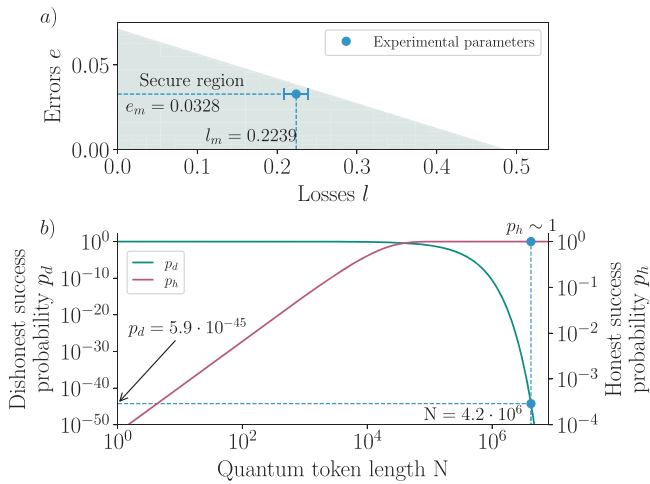 a)
Errors e
0.05
0.00
Experimental parameters
Secure region
e_m = 0.0328
l_m = 0.2239
0.0 0.1 0.2 0.3 0.4 0.5
Losses l
b)
p_h ∼ 1
Dishonest success
probability p_d
10^0
10^−10
10^−20
10^−30
10^−40
10^−50
p_d
p_h
p_d = 5.9 · 10^−45
N = 4.2 · 10^6
10^0
10^−1
10^−2
10^−3
10^−4
Honest success
probability p_h
10^0 10^2 10^4 10^6
Quantum token length N